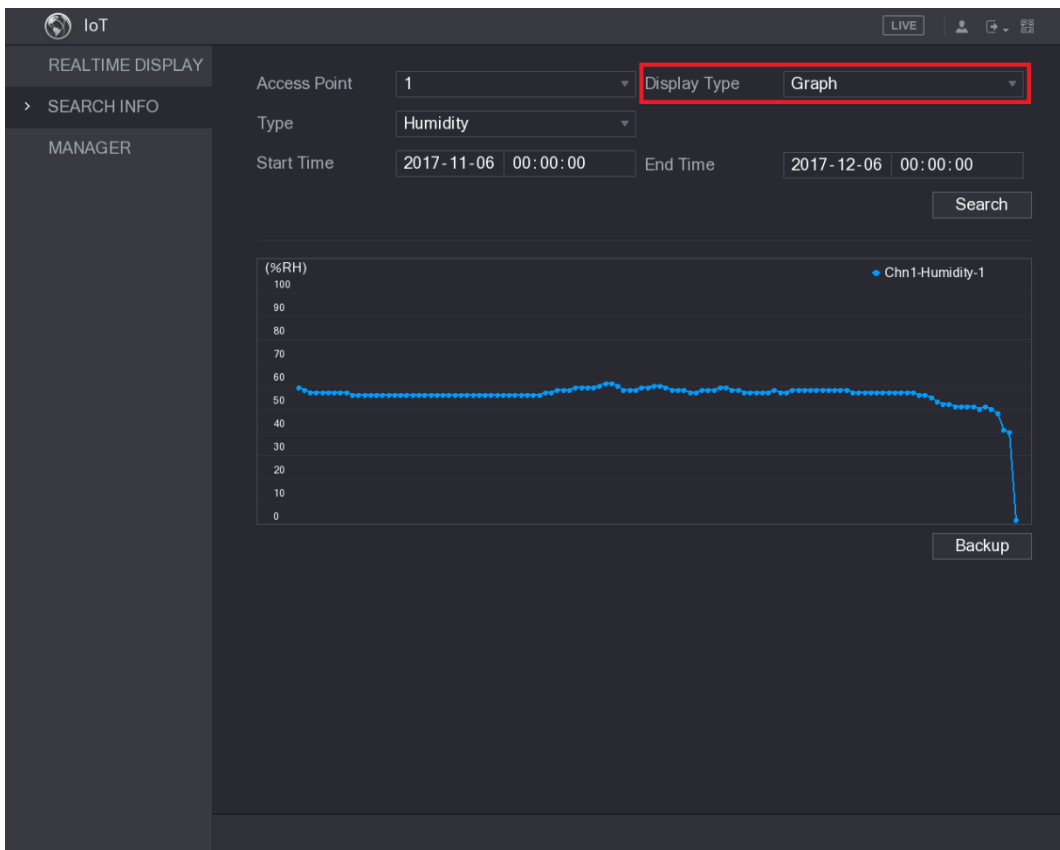 IoT
LIVE
REALTIME DISPLAY
SEARCH INFO
MANAGER
Access Point 1 Display Type Graph
Type Humidity
Start Time 2017-11-06 00:00:00 End Time 2017-12-06 00:00:00
Search
(%RH)
Chn1-Humidity-1
100
90
80
70
60
50
40
30
20
10
0
Backup